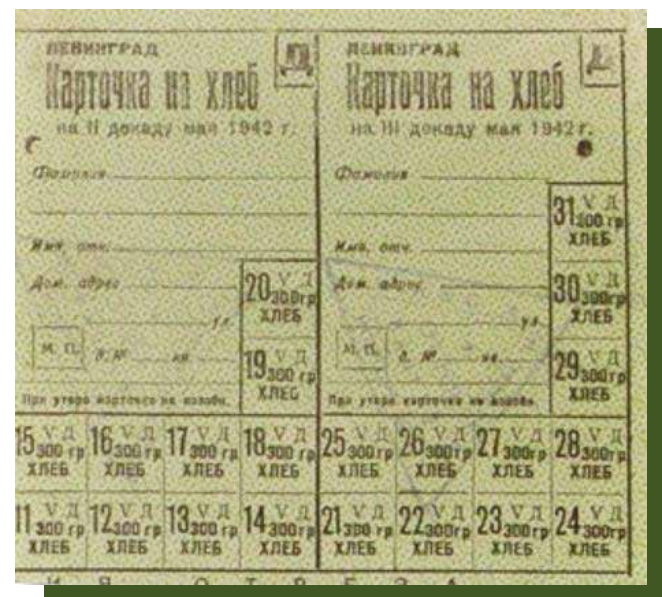 ЛЕНИНГРАД
Карточка на хлеб
на II декаду мая 1942 г.
Фамилия
Имя, отч.
Дом. адрес
ул.
М. П.
д. № кв.
При утере карточка не возобн.
20 V Д 300 гр ХЛЕБ
19 V Д 300 гр ХЛЕБ
15 V Д 300 гр ХЛЕБ
16 V Д 300 гр ХЛЕБ
17 V Д 300 гр ХЛЕБ
18 V Д 300 гр ХЛЕБ
11 V Д 300 гр ХЛЕБ
12 V Д 300 гр ХЛЕБ
13 V Д 300 гр ХЛЕБ
14 V Д 300 гр ХЛЕБ
ЛЕНИНГРАД
Карточка на хлеб
на III декаду мая 1942 г.
Фамилия
Имя, отч.
Дом. адрес
ул.
М. П.
д. № кв.
При утере карточка не возобн.
31 V Д 300 гр ХЛЕБ
30 V Д 300 гр ХЛЕБ
29 V Д 300 гр ХЛЕБ
25 V Д 300 гр ХЛЕБ
26 V Д 300 гр ХЛЕБ
27 V Д 300 гр ХЛЕБ
28 V Д 300 гр ХЛЕБ
21 V Д 300 гр ХЛЕБ
22 V Д 300 гр ХЛЕБ
23 V Д 300 гр ХЛЕБ
24 V Д 300 гр ХЛЕБ